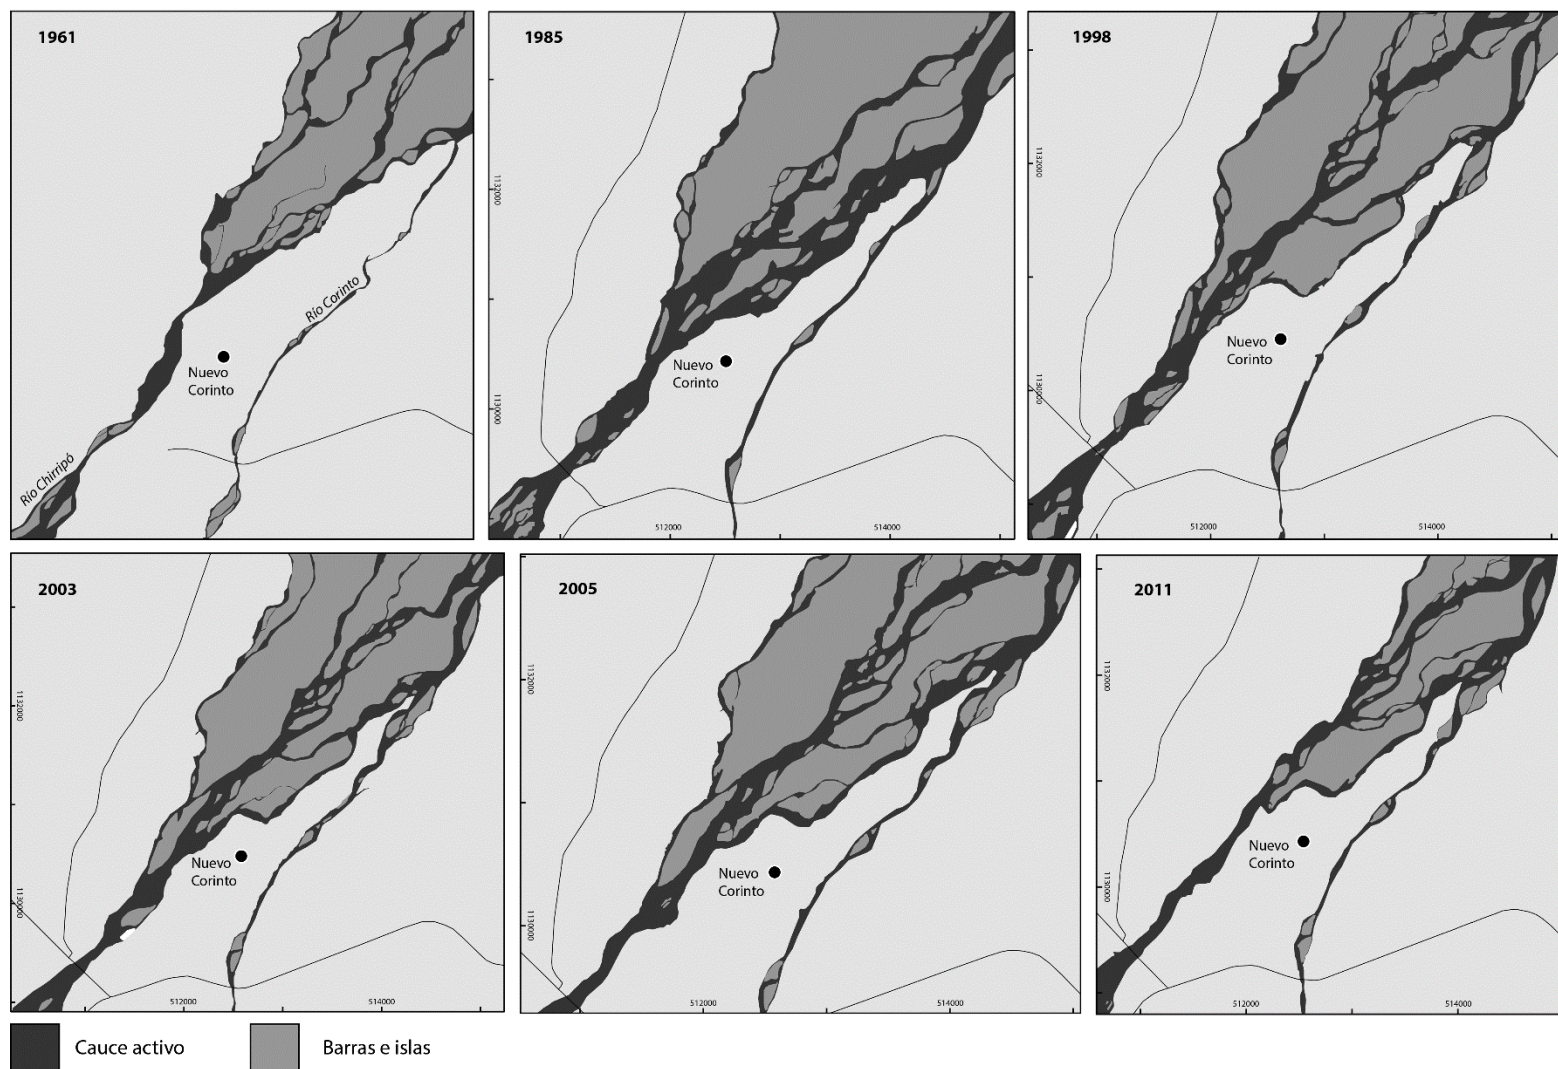 1961
Río Corinto
Nuevo
Corinto
Río Chirripó
1985
1132000
Nuevo
Corinto
1130000
512000
514000
1998
1132000
Nuevo
Corinto
1130000
512000
514000
2003
1132000
Nuevo
Corinto
1130000
512000
514000
2005
1132000
Nuevo
Corinto
1130000
512000
514000
2011
1132000
Nuevo
Corinto
1130000
512000
514000
Cauce activo
Barras e islas